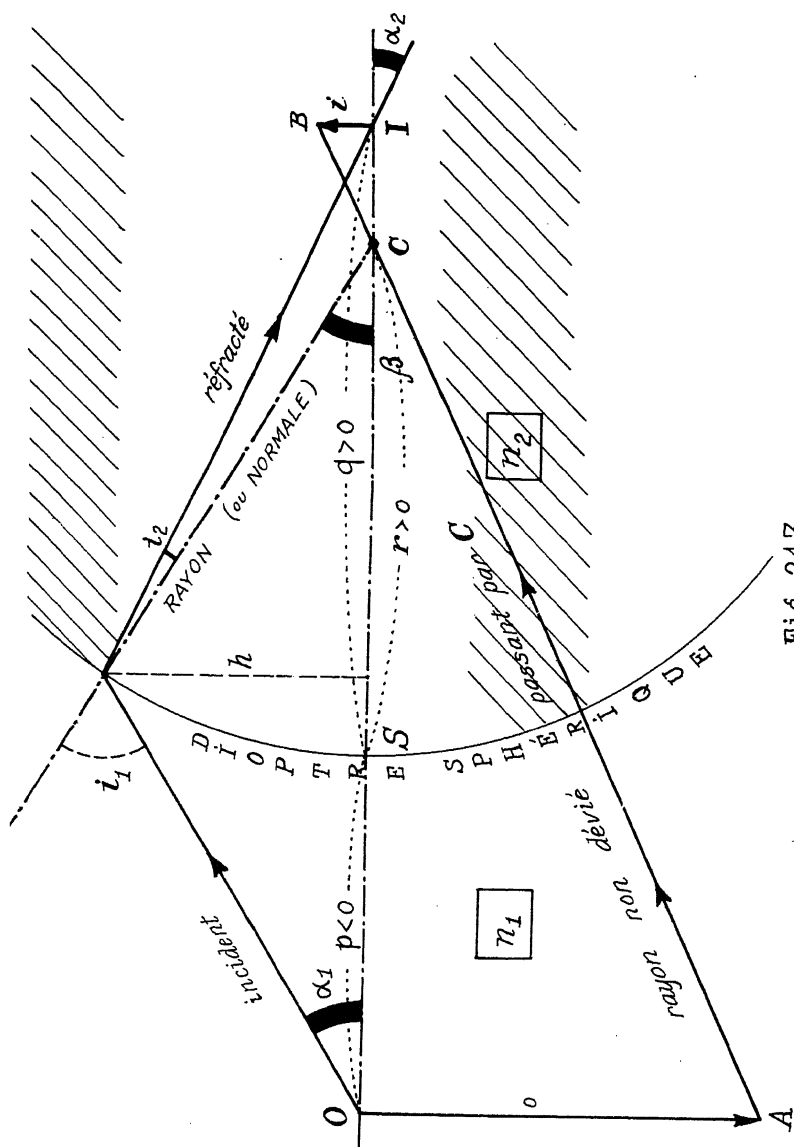 α₂
B
i
I
C
réfracté
RAYON (ou NORMALE)
β
i₂
q>0
r>0
n₂
h
i₁
S
DIOPTRE SPHÉRIQUE
passant par C
incident
p<0
α₁
n₁
rayon non dévié
O
o
A